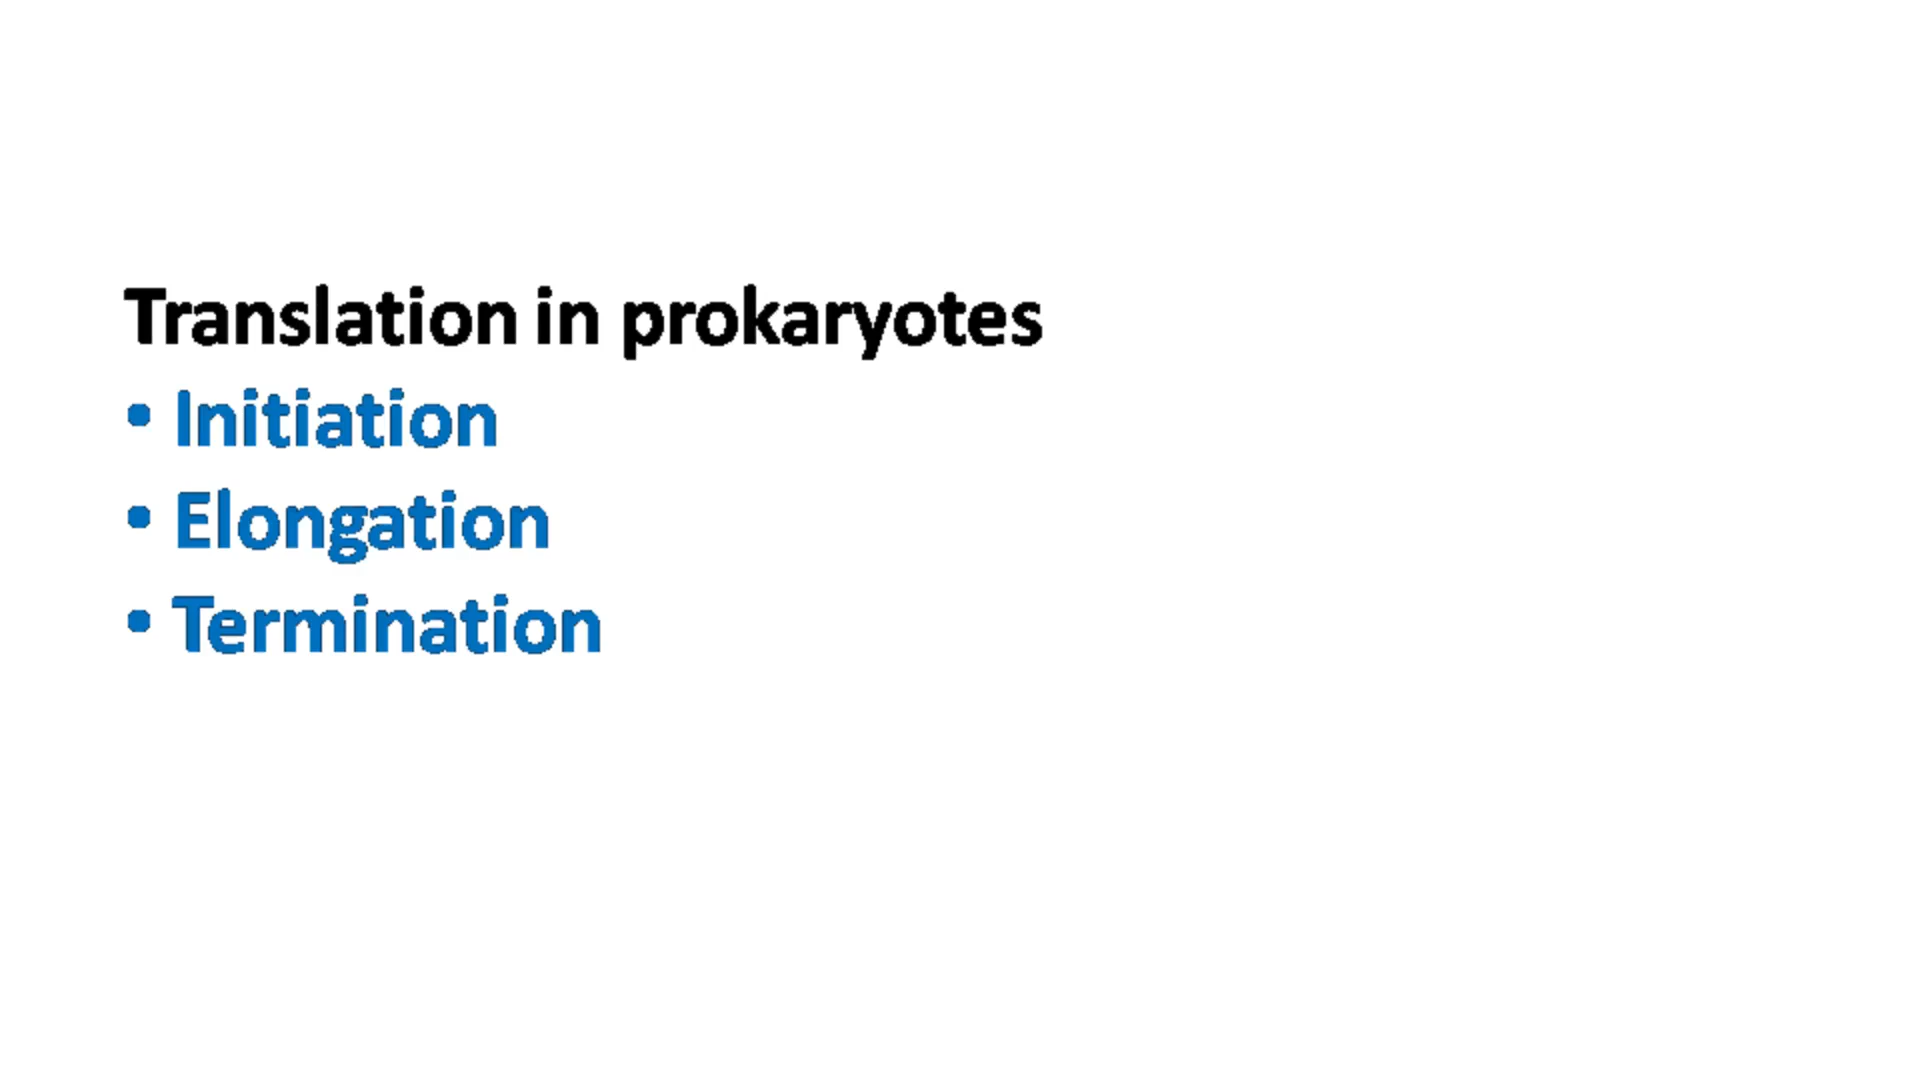 Translation in prokaryotes
• Initiation
• Elongation
• Termination